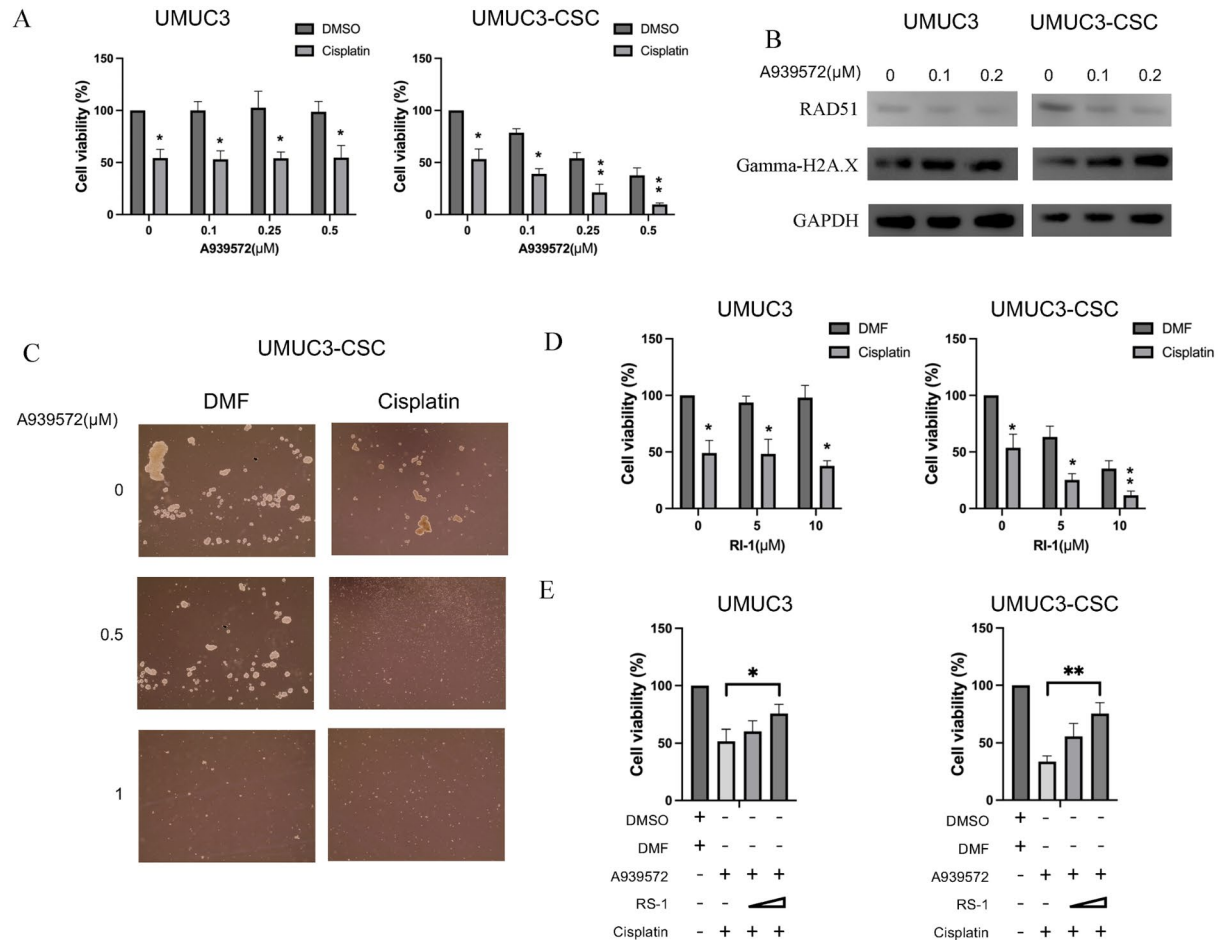 A
UMUC3
DMSO
Cisplatin
Cell viability (%)
150
100
50
0
* * * *
0 0.1 0.25 0.5
A939572(μM)
UMUC3-CSC
DMSO
Cisplatin
Cell viability (%)
150
100
50
0
* * ** **
0 0.1 0.25 0.5
A939572(μM)
B
UMUC3 UMUC3-CSC
A939572(μM) 0 0.1 0.2 0 0.1 0.2
RAD51
Gamma-H2A.X
GAPDH
C
UMUC3-CSC
DMF Cisplatin
A939572(μM)
0
0.5
1
D
UMUC3
DMF
Cisplatin
Cell viability (%)
150
100
50
0
* * *
0 5 10
RI-1(μM)
UMUC3-CSC
DMF
Cisplatin
Cell viability (%)
150
100
50
0
* * **
0 5 10
RI-1(μM)
E
UMUC3
Cell viability (%)
150
100
50
0
*
DMSO + - - -
DMF + - - -
A939572 - + + +
RS-1 - -
Cisplatin - + + +
UMUC3-CSC
Cell viability (%)
150
100
50
0
**
DMSO + - - -
DMF + - - -
A939572 - + + +
RS-1 - -
Cisplatin - + + +